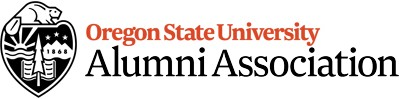 1868
Oregon State University
Alumni Association